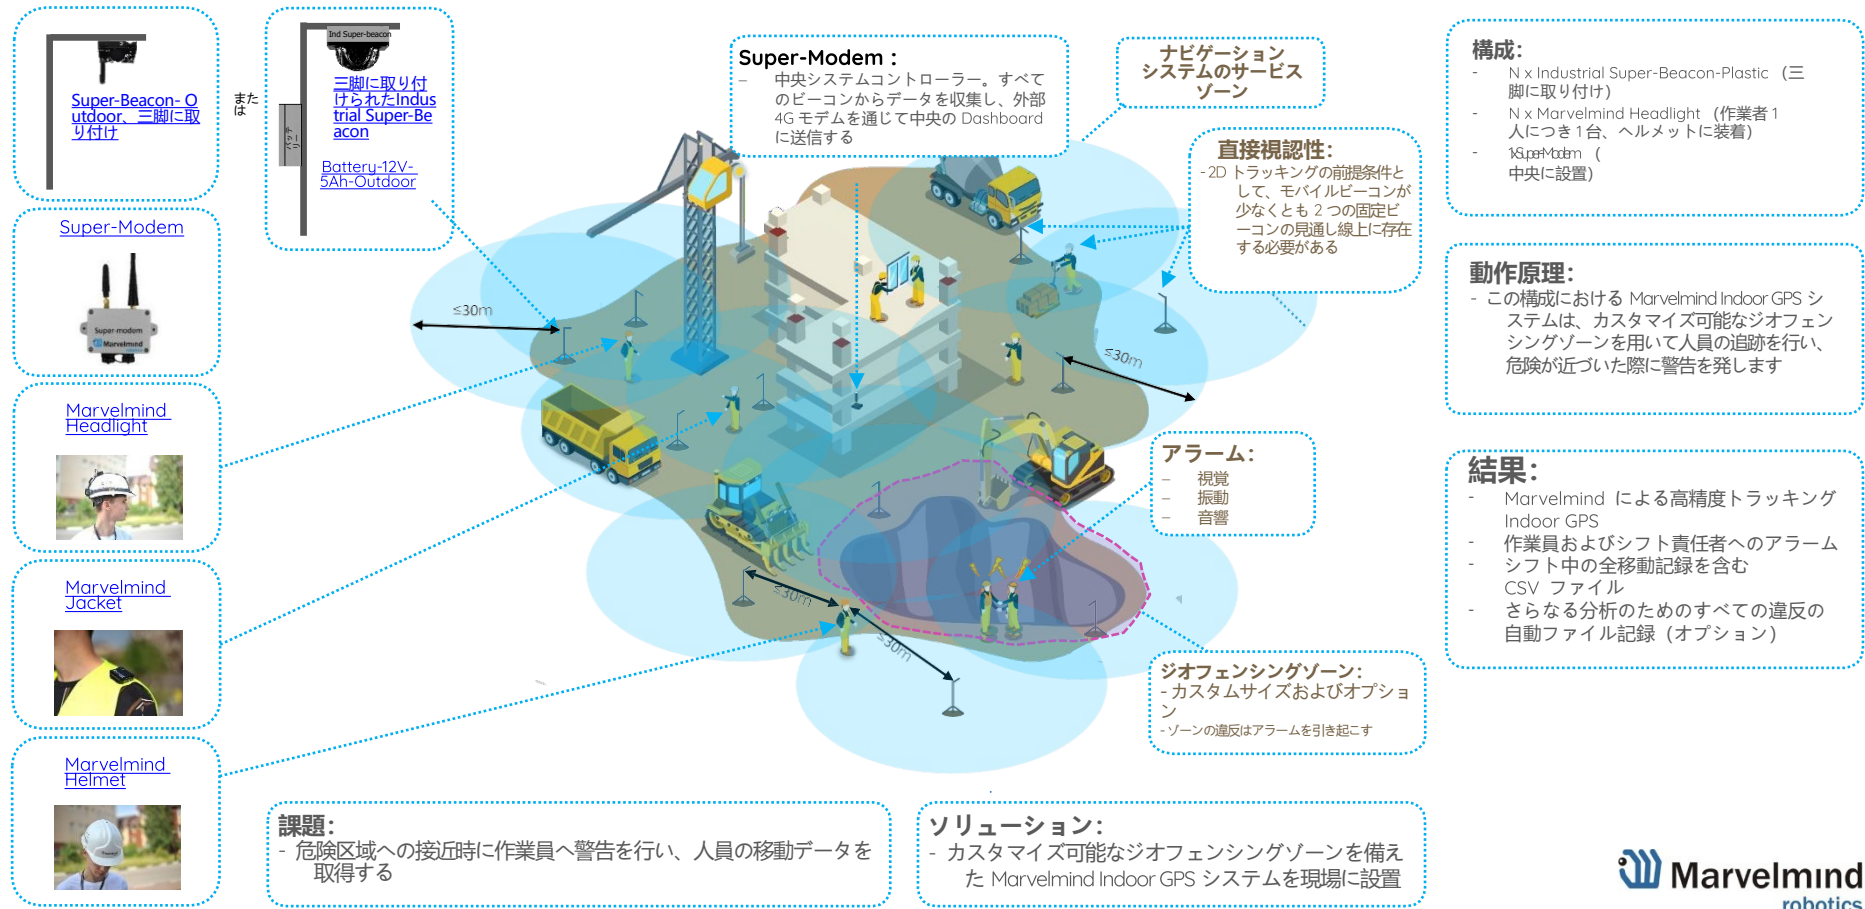 Super-Beacon- O
utdoor、三脚に取
り付け
また
は
Ind Super-beacon
バッテ
リー
三脚に取り付
けられたIndus
trial Super-Be
acon
Battery-12V-
5Ah-Outdoor
Super-Modem
Super-modem
Marvelmind
robotics
Marvelmind
Headlight
Marvelmind
Jacket
Marvelmind
Helmet
Super-Modem :
– 中央システムコントローラー。すべて
のビーコンからデータを収集し、外部
4G モデムを通じて中央の Dashboard
に送信する
ナビゲーション
システムのサービス
ゾーン
直接視認性:
- 2D トラッキングの前提条件と
して、モバイルビーコンが
少なくとも 2 つの固定ビ
ーコンの見通し線上に存在
する必要がある
≤30m
≤30m
≤30m
≤30m
アラーム:
– 視覚
– 振動
– 音響
ジオフェンシングゾーン:
- カスタムサイズおよびオプショ
ン
- ゾーンの違反はアラームを引き起こす
課題:
- 危険区域への接近時に作業員へ警告を行い、人員の移動データを
取得する
ソリューション:
- カスタマイズ可能なジオフェンシングゾーンを備え
た Marvelmind Indoor GPS システムを現場に設置
構成:
- N x Industrial Super-Beacon-Plastic (三
脚に取り付け)
- N x Marvelmind Headlight (作業者 1
人につき 1 台、ヘルメットに装着)
- 1xSuper-Modem (
中央に設置)
動作原理:
- この構成における Marvelmind Indoor GPS シ
ステムは、カスタマイズ可能なジオフェン
シングゾーンを用いて人員の追跡を行い、
危険が近づいた際に警告を発します
結果:
- Marvelmind による高精度トラッキング
Indoor GPS
- 作業員およびシフト責任者へのアラーム
- シフト中の全移動記録を含む
CSV ファイル
- さらなる分析のためのすべての違反の
自動ファイル記録 (オプション)
Marvelmind
robotics